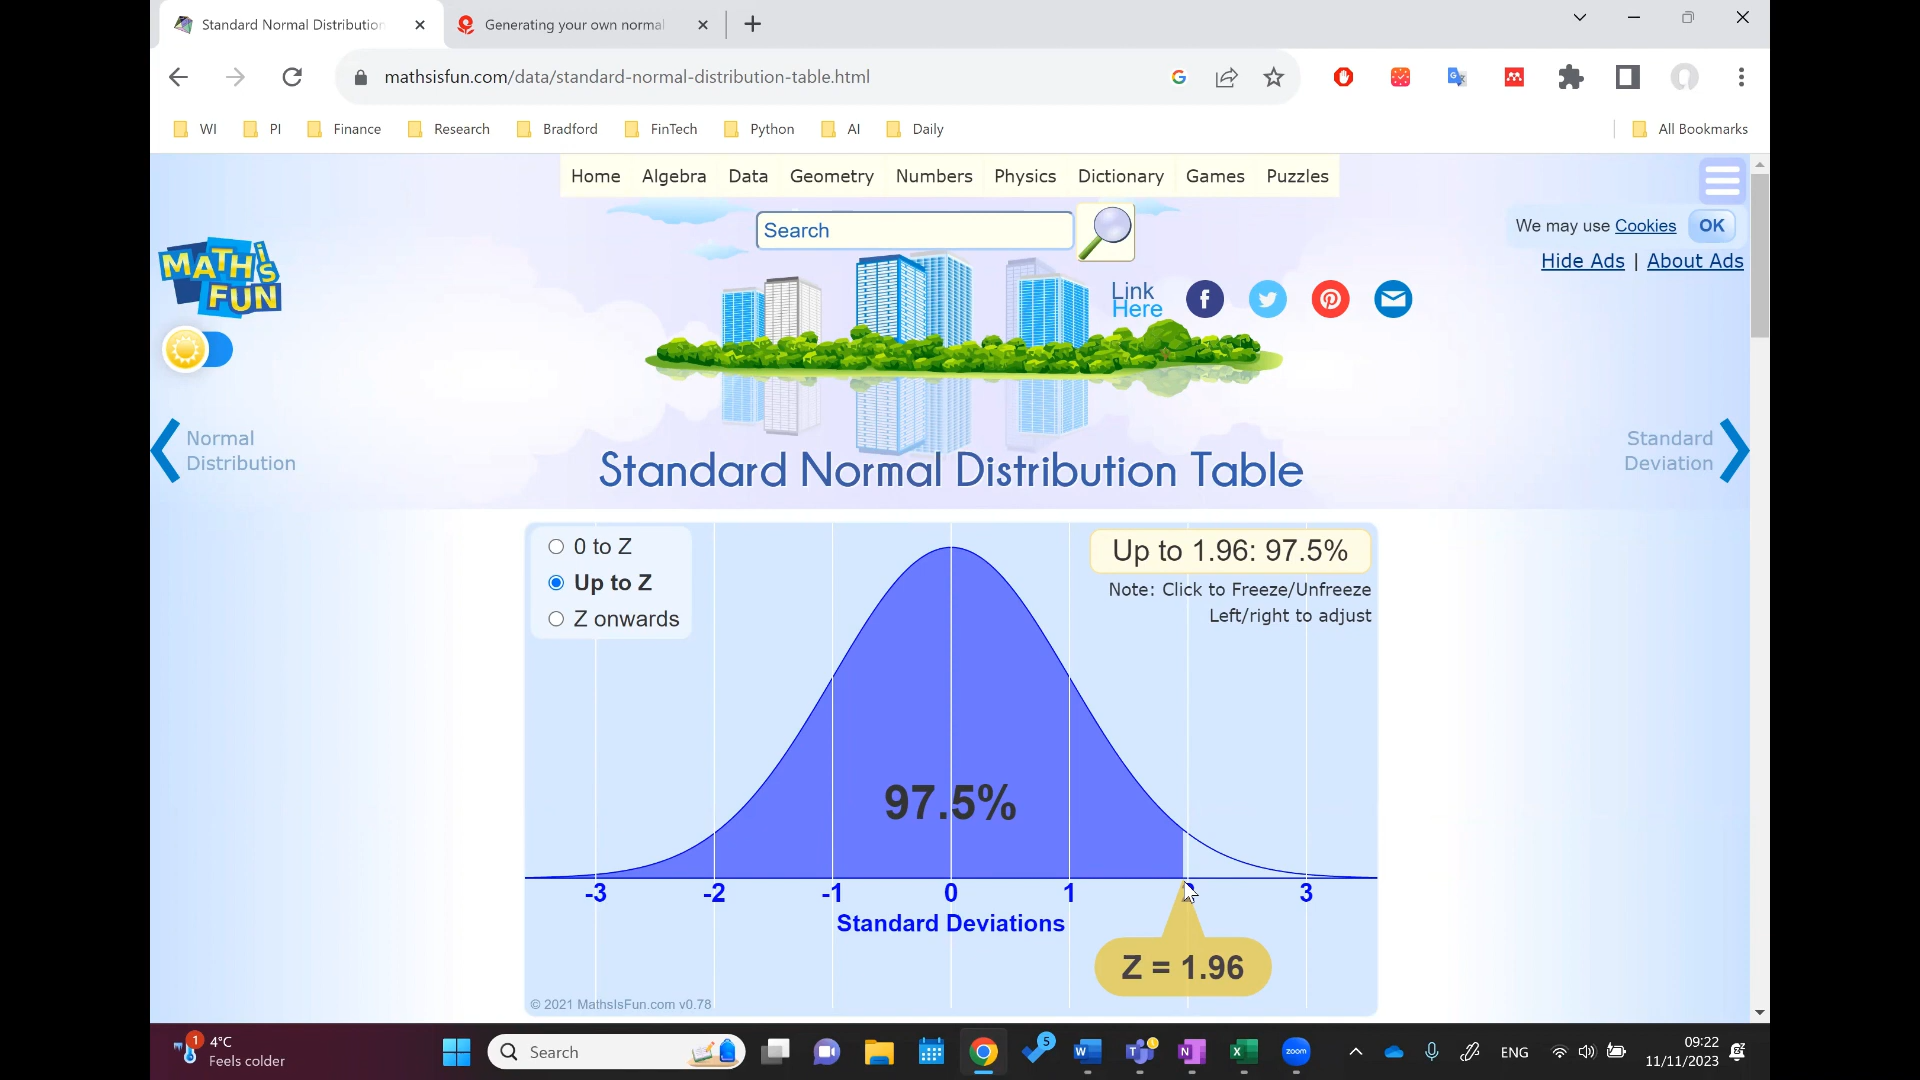 Standard Normal Distribution
Generating your own normal
mathsisfun.com/data/standard-normal-distribution-table.html
WI PI Finance Research Bradford FinTech Python AI Daily All Bookmarks
Home Algebra Data Geometry Numbers Physics Dictionary Games Puzzles
Search
We may use Cookies OK
Hide Ads | About Ads
MATH is FUN
Link
Here
Normal
Distribution
Standard
Deviation
Standard Normal Distribution Table
0 to Z
Up to Z
Z onwards
Up to 1.96: 97.5%
Note: Click to Freeze/Unfreeze
Left/right to adjust
97.5%
-3 -2 -1 0 1 3
Standard Deviations
Z = 1.96
© 2021 MathsIsFun.com v0.78
1 4°C
Feels colder
Search
5
zoom
ENG
09:22
11/11/2023